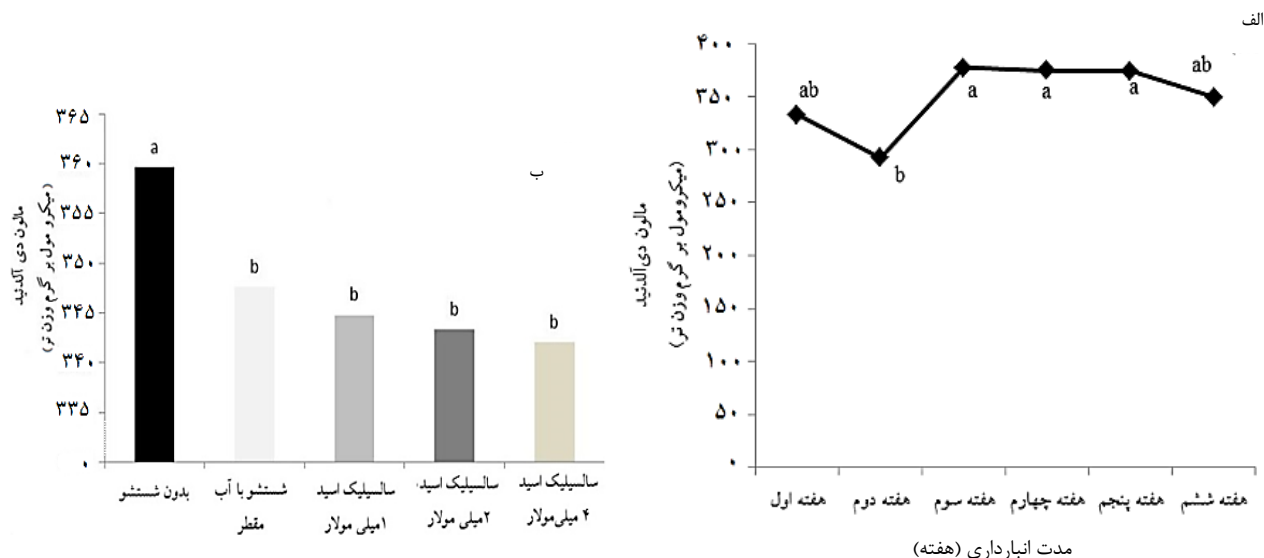 الف
۴۰۰
۳۵۰
۳۰۰
۲۵۰
۲۰۰
۱۵۰
۱۰۰
۵۰
۰
مالون دی‌آلدئید
(میکرومول بر گرم وزن تر)
ab
b
a
a
a
ab
هفته اول
هفته دوم
هفته سوم
هفته چهارم
هفته پنجم
هفته ششم
مدت انبارداری (هفته)
ب
۳۶۵
۳۶۰
۳۵۵
۳۵۰
۳۴۵
۳۴۰
۳۳۵
۰
مالون دی آلدئید
(میکرو مول بر گرم وزن تر)
a
b
b
b
b
بدون شستشو
شستشو با آب
مقطر
سالسیلیک اسید
۱میلی مولار
سالسیلیک اسید
۲میلی مولار
سالسیلیک اسید
۴ میلی‌مولار